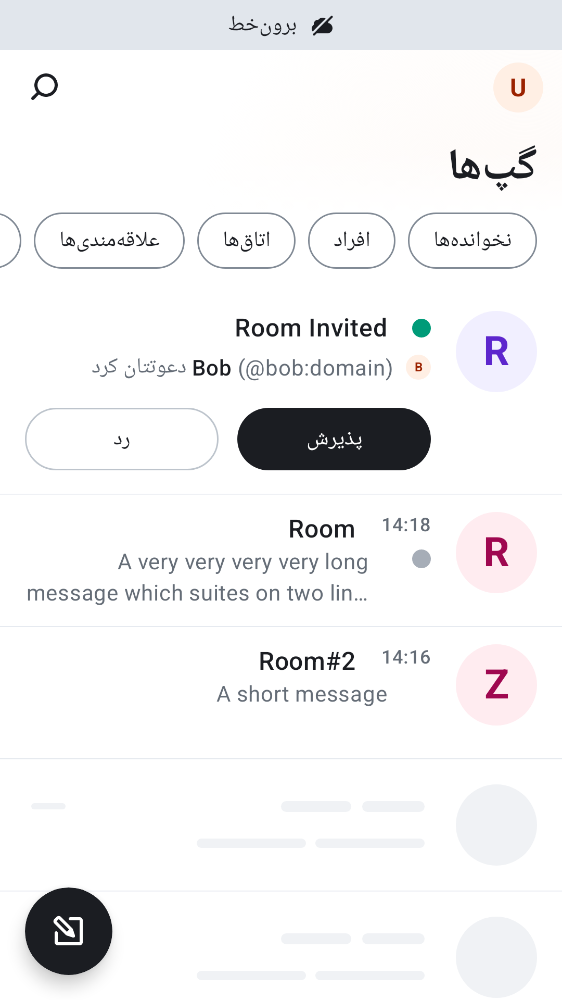 برون‌خط
U
گپ‌ها
نخوانده‌ها
افراد
اتاق‌ها
علاقه‌مندی‌ها
R
Room Invited
B
Bob (@bob:domain) دعوتتان کرد
پذیرش
رد
R
Room
14:18
A very very very very long
message which suites on two lin…
Z
Room#2
14:16
A short message